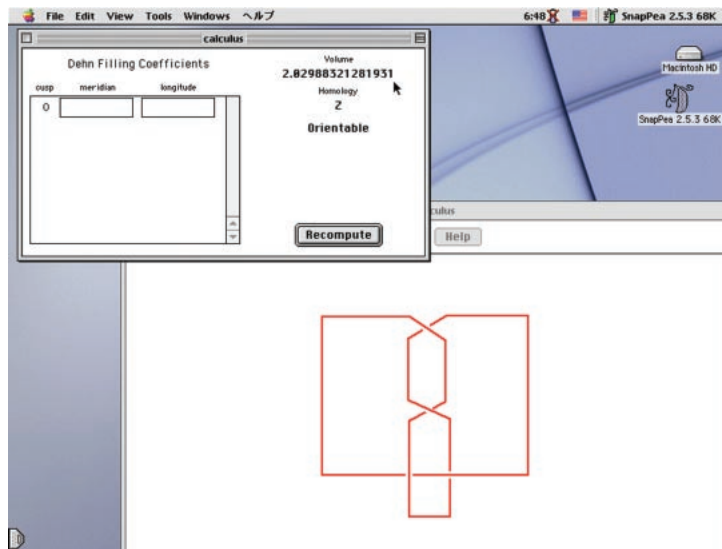 File Edit View Tools Windows ヘルプ 6:48 SnapPea 2.5.3 68K
calculus
Dehn Filling Coefficients
cusp meridian longitude
0
Volume
2.02988321281931
Homology
Z
Orientable
Recompute
Macintosh HD
SnapPea 2.5.3 68K
culus
Help